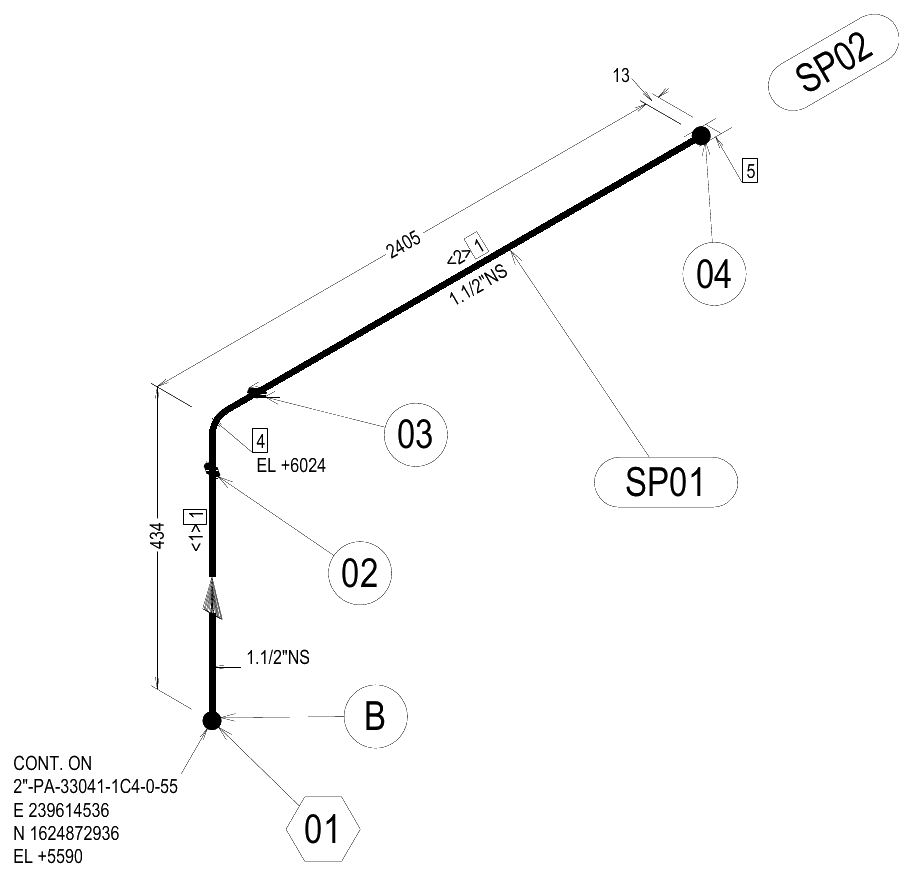 SP02
13
5
2405
<2> 1
1.1/2"NS
04
03
4
EL +6024
SP01
434
<1> 1
02
1.1/2"NS
B
CONT. ON
2"-PA-33041-1C4-0-55
E 239614536
N 1624872936
EL +5590
01